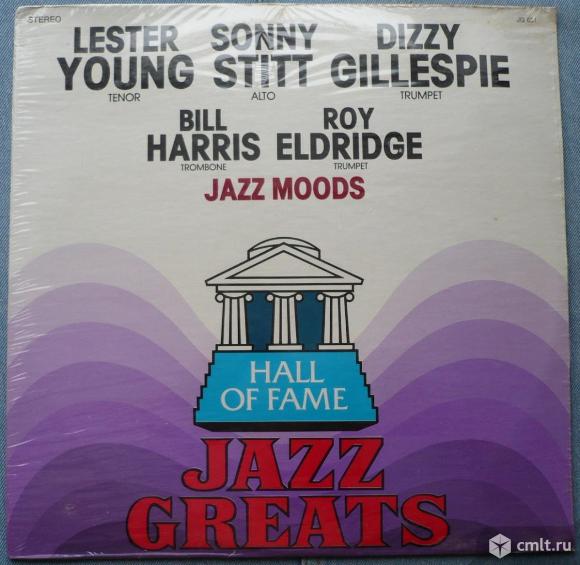 STEREO
JG 621
LESTER SONNY DIZZY
YOUNG STITT GILLESPIE
TENOR ALTO TRUMPET
BILL ROY
HARRIS ELDRIDGE
TROMBONE TRUMPET
JAZZ MOODS
HALL
OF FAME
JAZZ
GREATS
cmlt.ru